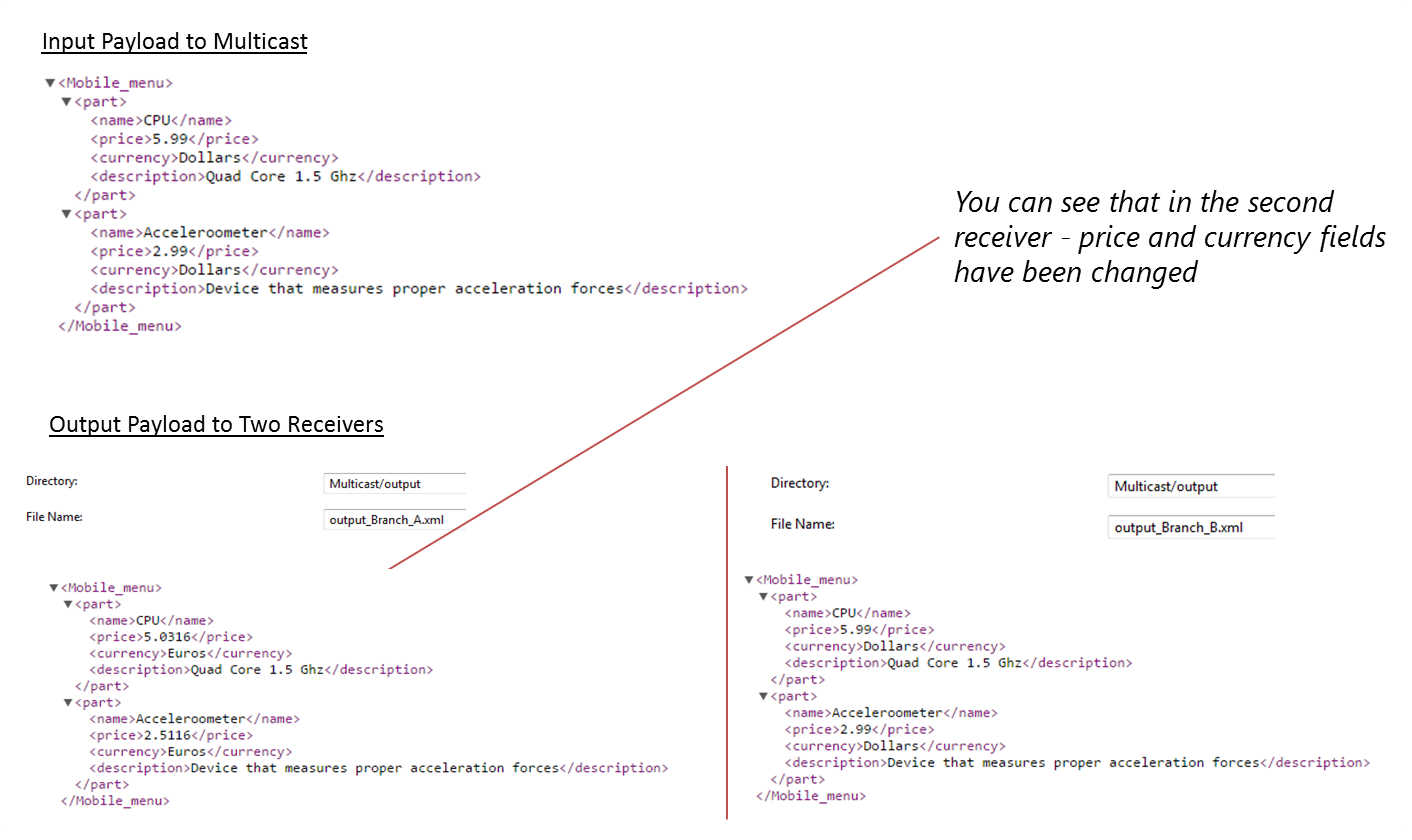 Input Payload to Multicast
▼<Mobile_menu>
▼<part>
<name>CPU</name>
<price>5.99</price>
<currency>Dollars</currency>
<description>Quad Core 1.5 Ghz</description>
</part>
▼<part>
<name>Acceleroometer</name>
<price>2.99</price>
<currency>Dollars</currency>
<description>Device that measures proper acceleration forces</description>
</part>
</Mobile_menu>
You can see that in the second
receiver - price and currency fields
have been changed
Output Payload to Two Receivers
Directory: Multicast/output
File Name: output_Branch_A.xml
▼<Mobile_menu>
▼<part>
<name>CPU</name>
<price>5.0316</price>
<currency>Euros</currency>
<description>Quad Core 1.5 Ghz</description>
</part>
▼<part>
<name>Acceleroometer</name>
<price>2.5116</price>
<currency>Euros</currency>
<description>Device that measures proper acceleration forces</description>
</part>
</Mobile_menu>
Directory: Multicast/output
File Name: output_Branch_B.xml
▼<Mobile_menu>
▼<part>
<name>CPU</name>
<price>5.99</price>
<currency>Dollars</currency>
<description>Quad Core 1.5 Ghz</description>
</part>
▼<part>
<name>Acceleroometer</name>
<price>2.99</price>
<currency>Dollars</currency>
<description>Device that measures proper acceleration forces</description>
</part>
</Mobile_menu>